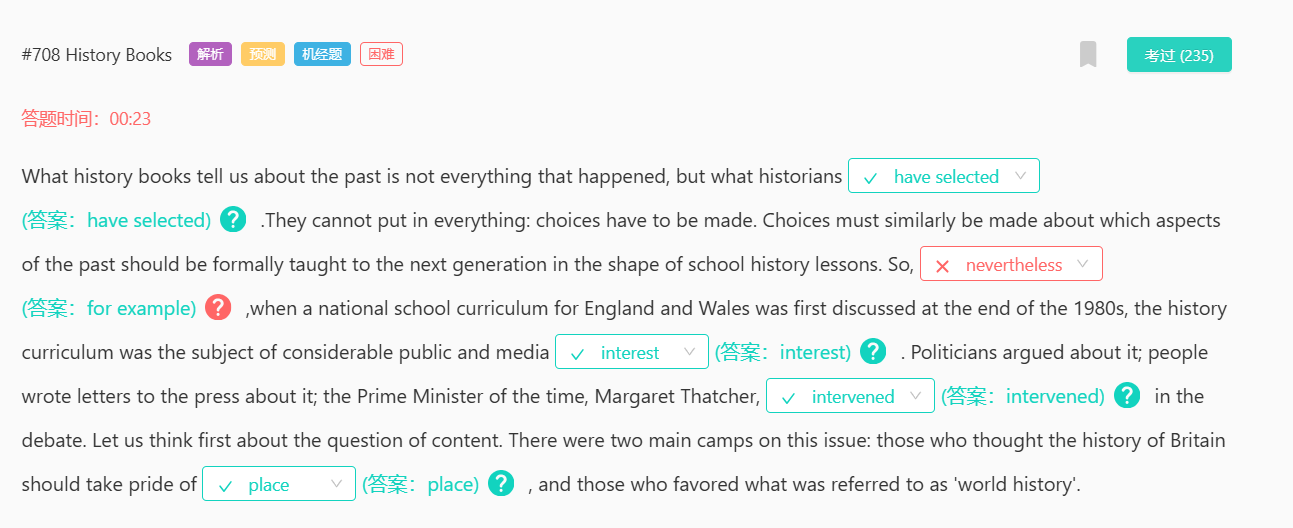 #708 History Books 解析 预测 机经题 困难 考过 (235)
答题时间：00:23
What history books tell us about the past is not everything that happened, but what historians have selected
(答案：have selected) ? .They cannot put in everything: choices have to be made. Choices must similarly be made about which aspects
of the past should be formally taught to the next generation in the shape of school history lessons. So, nevertheless
(答案：for example) ? ,when a national school curriculum for England and Wales was first discussed at the end of the 1980s, the history
curriculum was the subject of considerable public and media interest (答案：interest) ? . Politicians argued about it; people
wrote letters to the press about it; the Prime Minister of the time, Margaret Thatcher, intervened (答案：intervened) ? in the
debate. Let us think first about the question of content. There were two main camps on this issue: those who thought the history of Britain
should take pride of place (答案：place) ? , and those who favored what was referred to as 'world history'.